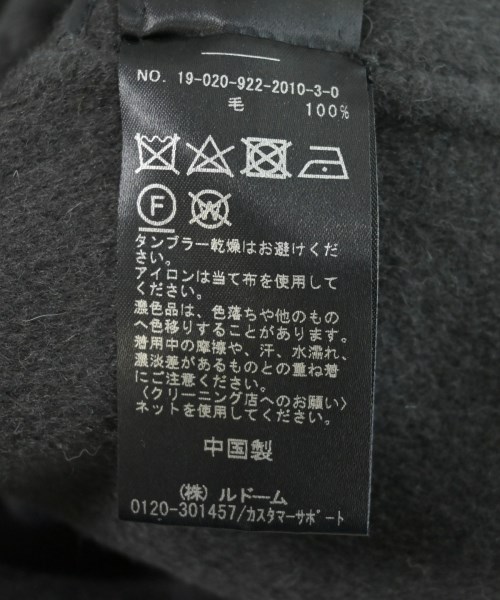 NO. 19-020-922-2010-3-0
毛 100%
F W
タンブラー乾燥はお避けくだ
さい。
アイロンは当て布を使用して
ください。
濃色品は、色落ちや他のもの
へ色移りすることがあります。
着用中の摩擦や、汗、水濡れ、
濃淡差があるものとの重ね着
にご注意ください。
〈クリーニング店へのお願い〉
ネットを使用してください。
中国製
(株) ルドーム
0120-301457/カスタマーサポート